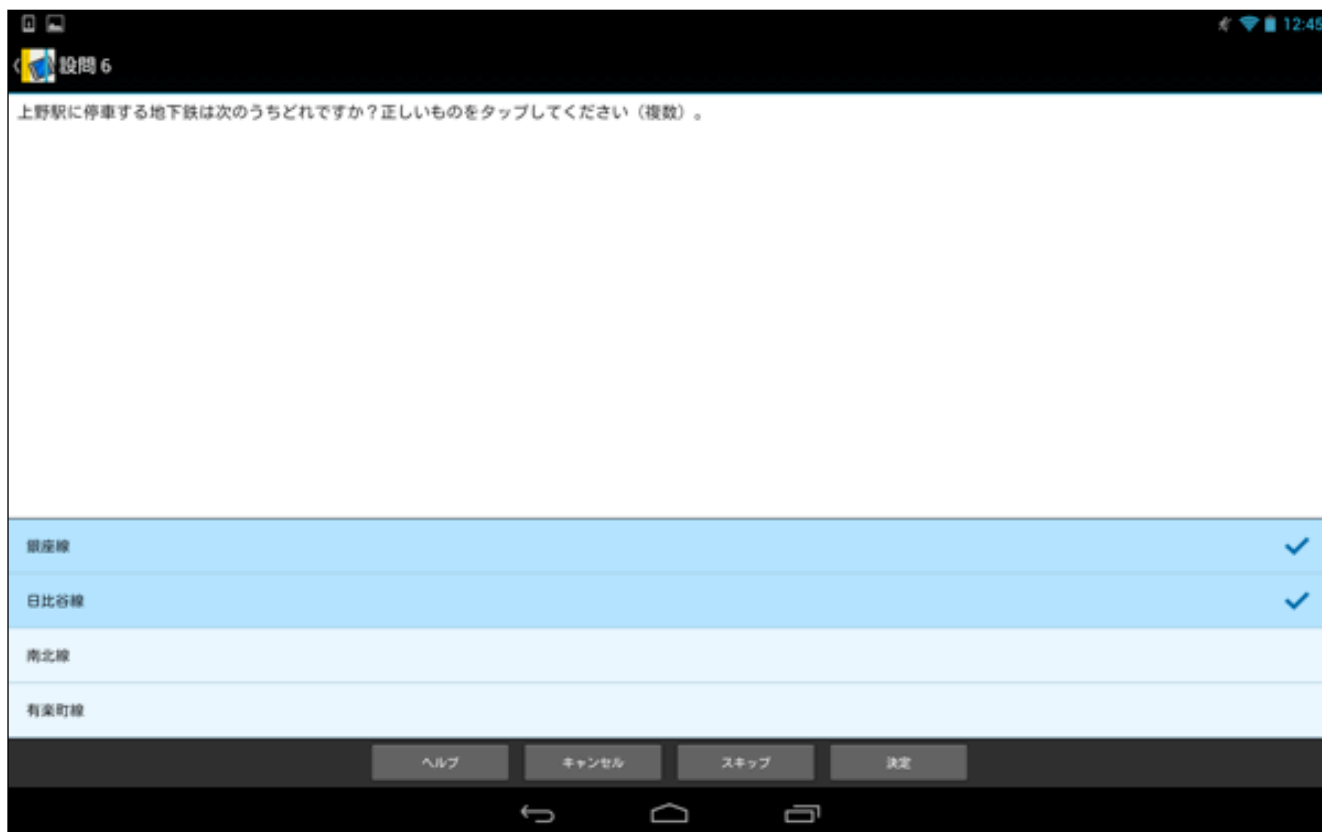 12:45
設問 6
上野駅に停車する地下鉄は次のうちどれですか？正しいものをタップしてください（複数）。
銀座線
日比谷線
南北線
有楽町線
ヘルプ
キャンセル
スキップ
決定